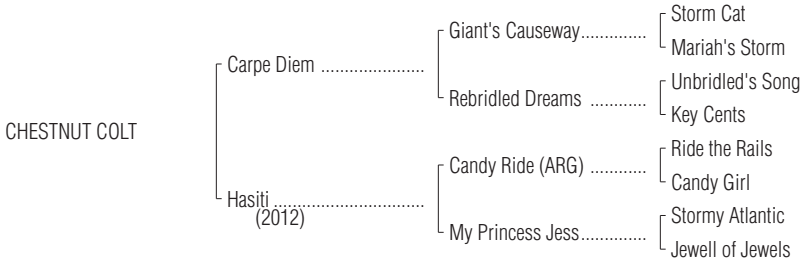 Storm Cat
Giant's Causeway..............
Mariah's Storm
Carpe Diem ......................
Unbridled's Song
Rebridled Dreams ............
Key Cents
CHESTNUT COLT
Ride the Rails
Candy Ride (ARG) ............
Candy Girl
Hasiti ................................
(2012)
Stormy Atlantic
My Princess Jess..............
Jewell of Jewels